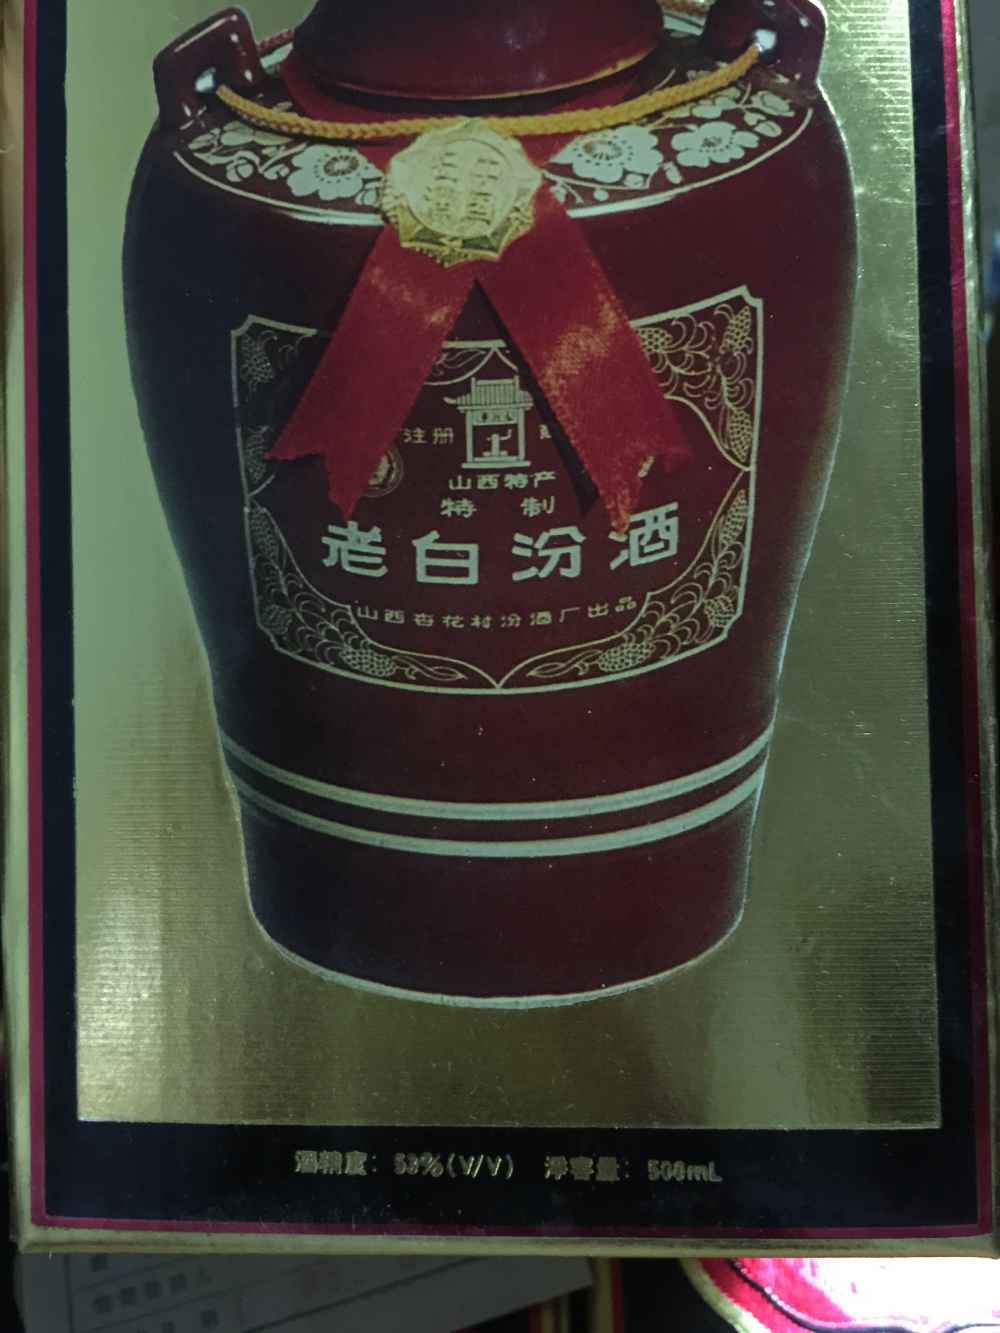 注册
山西特产
特制
老白汾酒
山西杏花村汾酒厂出品
酒精度：53%(V/V) 净容量：500mL